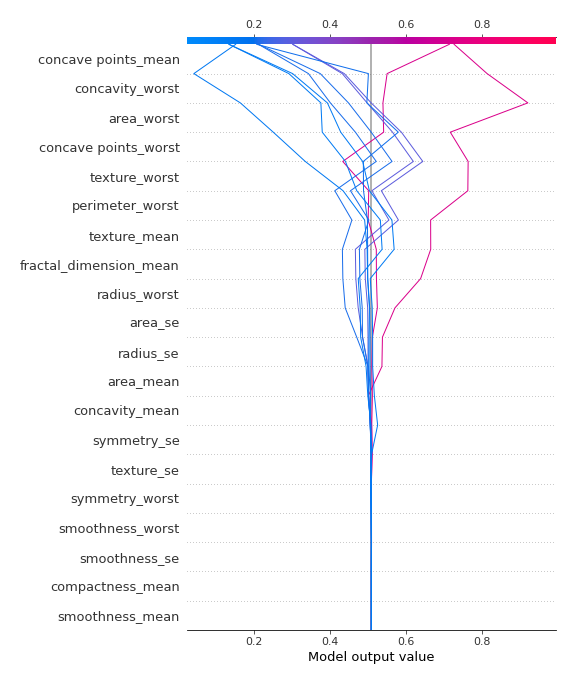 0.2 0.4 0.6 0.8
concave points_mean
concavity_worst
area_worst
concave points_worst
texture_worst
perimeter_worst
texture_mean
fractal_dimension_mean
radius_worst
area_se
radius_se
area_mean
concavity_mean
symmetry_se
texture_se
symmetry_worst
smoothness_worst
smoothness_se
compactness_mean
smoothness_mean
0.2 0.4 0.6 0.8
Model output value